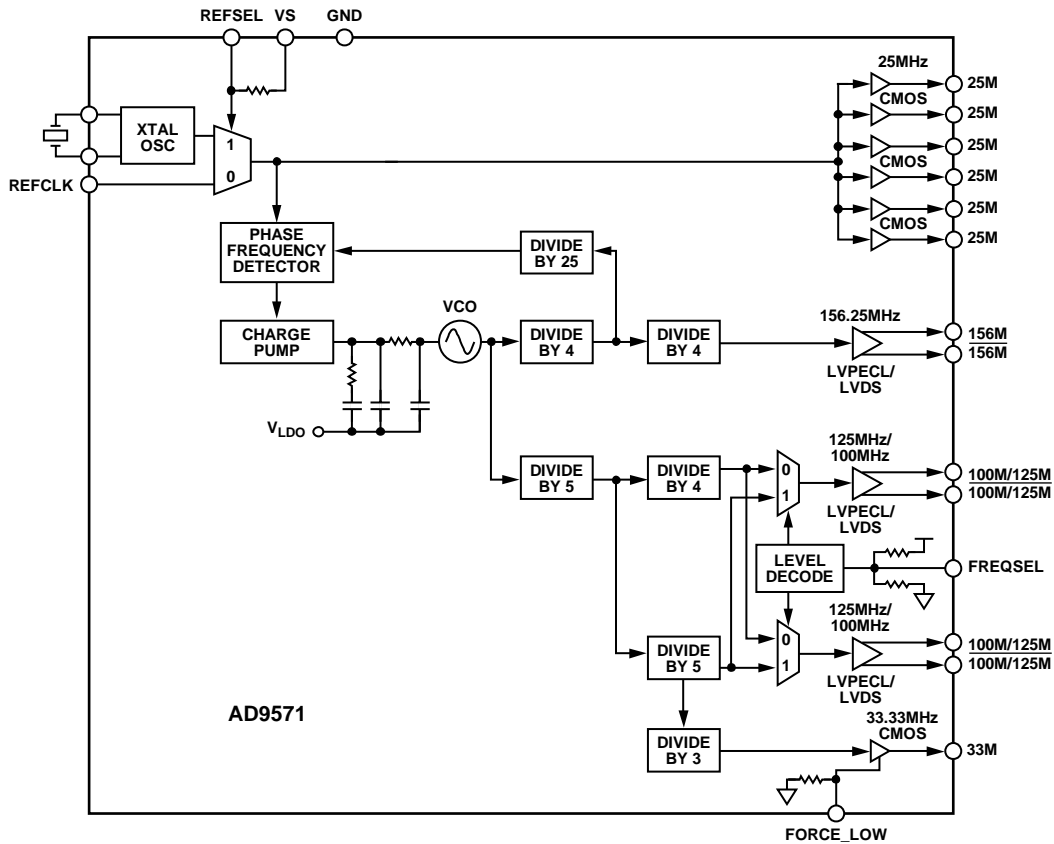 REFSEL VS GND
XTAL
OSC
1
0
REFCLK
25MHz
CMOS
CMOS
CMOS
25M
25M
25M
25M
25M
25M
PHASE
FREQUENCY
DETECTOR
DIVIDE
BY 25
CHARGE
PUMP
VCO
DIVIDE
BY 4
DIVIDE
BY 4
156.25MHz
LVPECL/
LVDS
156M
156M
VLDO
DIVIDE
BY 5
DIVIDE
BY 4
0
1
125MHz/
100MHz
LVPECL/
LVDS
100M/125M
100M/125M
LEVEL
DECODE
FREQSEL
DIVIDE
BY 5
0
1
125MHz/
100MHz
LVPECL/
LVDS
100M/125M
100M/125M
AD9571
DIVIDE
BY 3
33.33MHz
CMOS
33M
FORCE_LOW